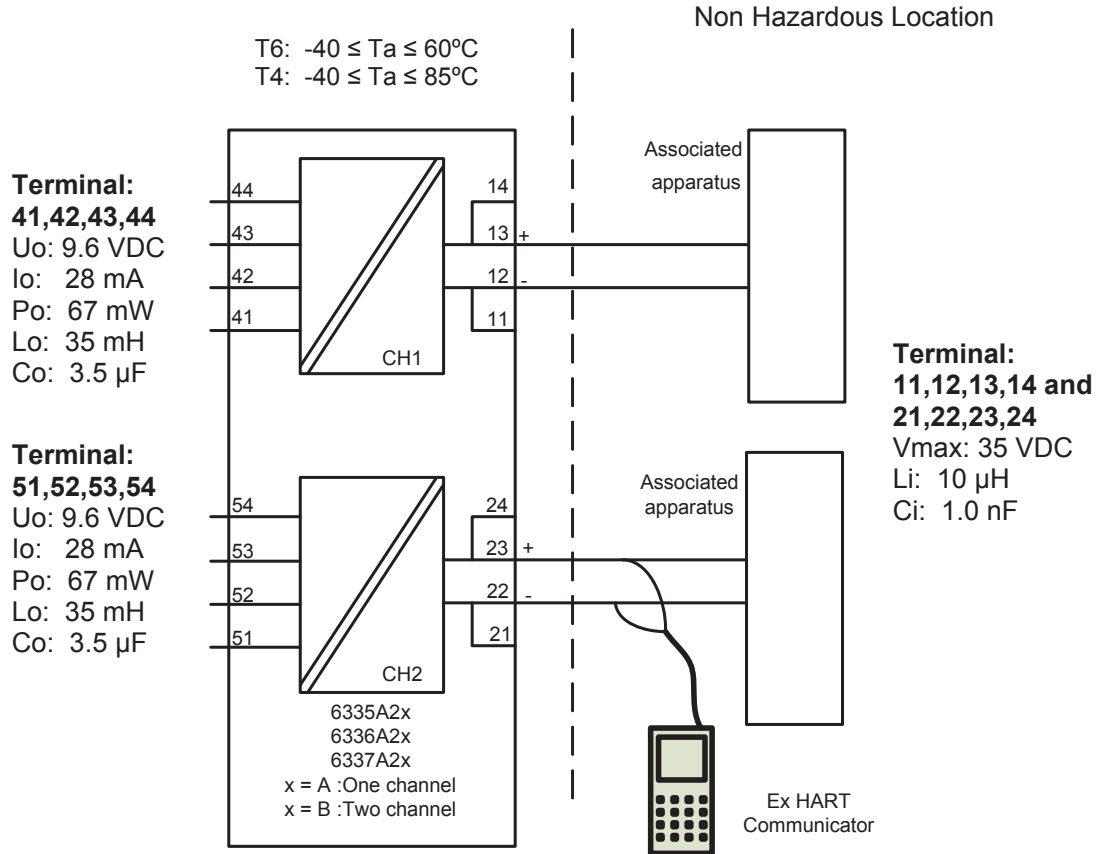 Non Hazardous Location
T6: -40 ≤ Ta ≤ 60ºC
T4: -40 ≤ Ta ≤ 85ºC
Terminal:
41,42,43,44
Uo: 9.6 VDC
Io: 28 mA
Po: 67 mW
Lo: 35 mH
Co: 3.5 µF
44
43
42
41
CH1
14
13 +
12 -
11
Associated
apparatus
Terminal:
11,12,13,14 and
21,22,23,24
Vmax: 35 VDC
Li: 10 µH
Ci: 1.0 nF
Terminal:
51,52,53,54
Uo: 9.6 VDC
Io: 28 mA
Po: 67 mW
Lo: 35 mH
Co: 3.5 µF
54
53
52
51
CH2
24
23 +
22 -
21
Associated
apparatus
6335A2x
6336A2x
6337A2x
x = A :One channel
x = B :Two channel
Ex HART
Communicator